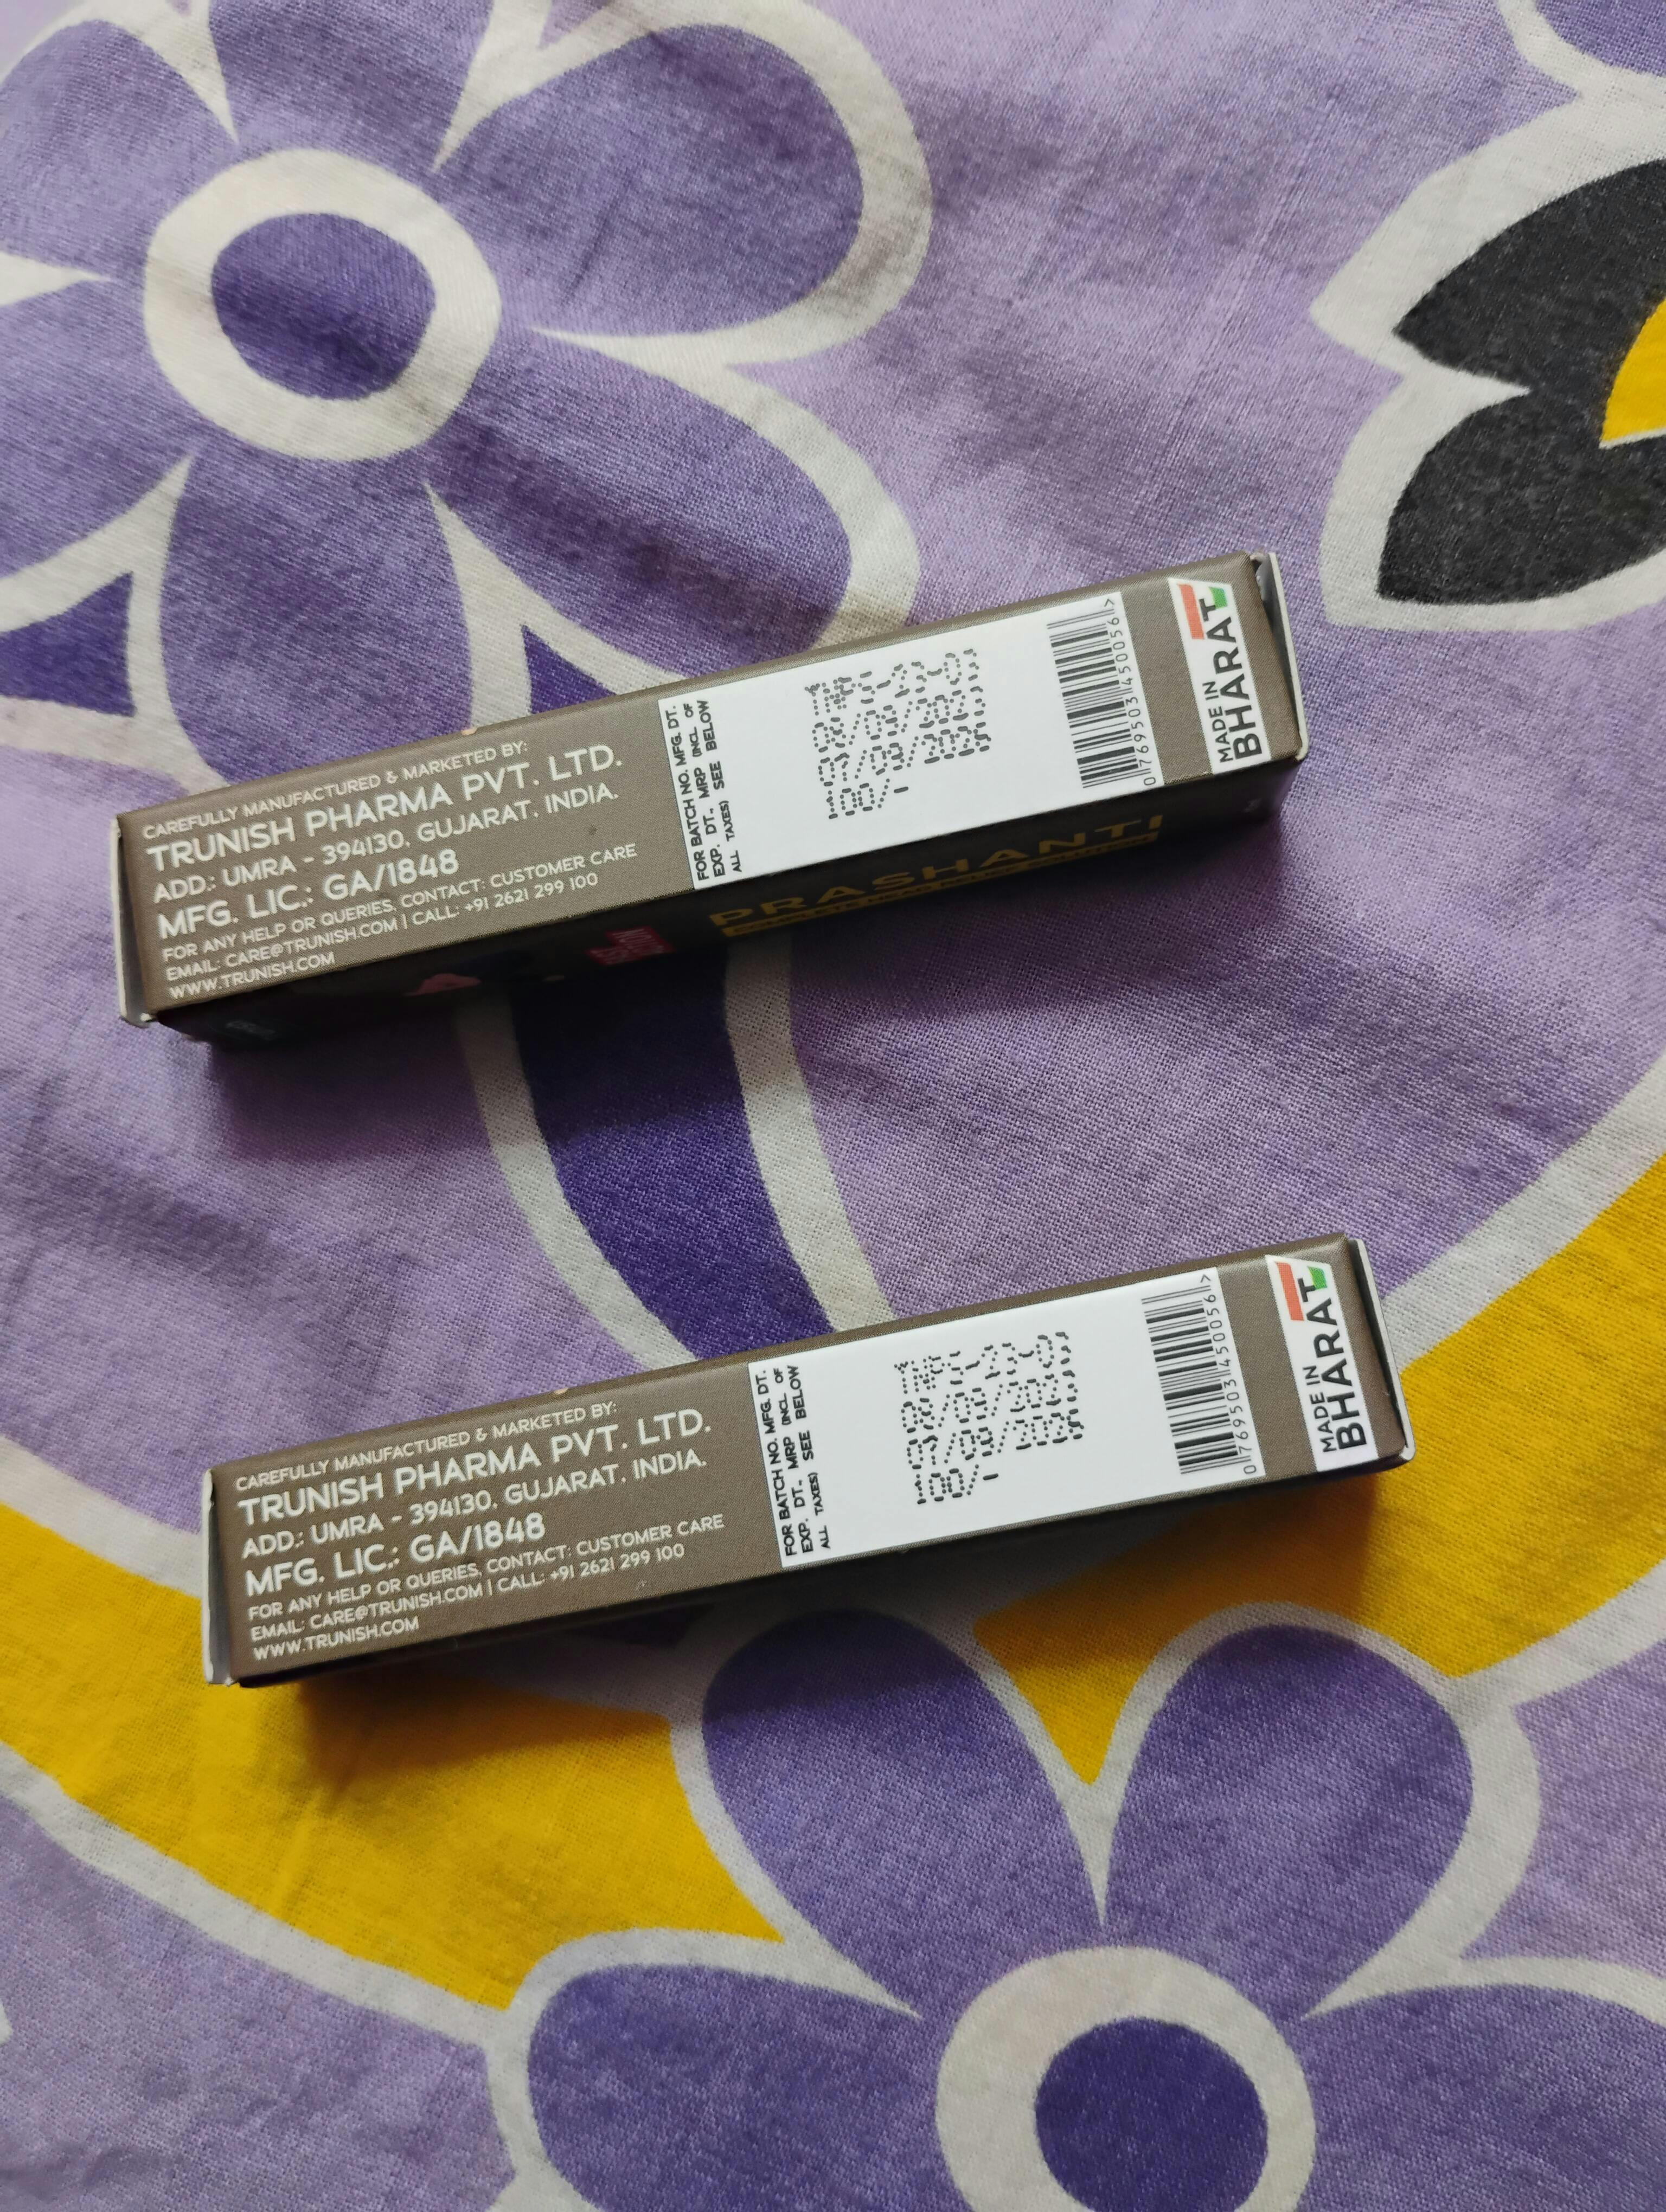 CAREFULLY MANUFACTURED & MARKETED BY:
TRUNISH PHARMA PVT. LTD.
ADD.: UMRA - 394130, GUJARAT, INDIA.
MFG. LIC.: GA/1848
FOR ANY HELP OR QUERIES, CONTACT: CUSTOMER CARE
EMAIL: CARE@TRUNISH.COM | CALL: +91 2621 299 100
WWW.TRUNISH.COM
FOR BATCH NO. MFG. DT.
EXP. DT., MRP (INCL. OF
ALL TAXES) SEE BELOW
TNPS-23-03
08/09/2023
07/09/2025
100/-
0 769503 450056 >
MADE IN
BHARAT
PRASHANTI
CAREFULLY MANUFACTURED & MARKETED BY:
TRUNISH PHARMA PVT. LTD.
ADD.: UMRA - 394130, GUJARAT, INDIA.
MFG. LIC.: GA/1848
FOR ANY HELP OR QUERIES, CONTACT: CUSTOMER CARE
EMAIL: CARE@TRUNISH.COM | CALL: +91 2621 299 100
WWW.TRUNISH.COM
FOR BATCH NO. MFG. DT.
EXP. DT., MRP (INCL. OF
ALL TAXES) SEE BELOW
TNPS-23-03
08/09/2023
07/09/2025
100/-
0 769503 450056 >
MADE IN
BHARAT